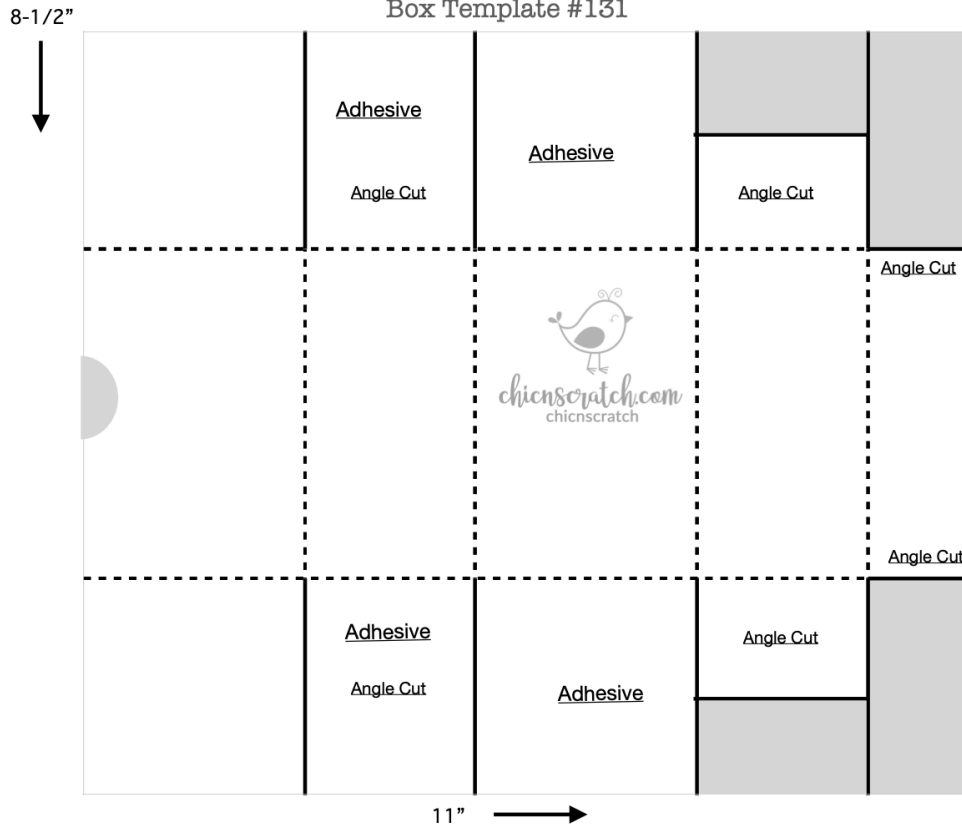 Box Template #131
8-1/2”
Adhesive
Adhesive
Angle Cut
Angle Cut
Angle Cut
chicnscratch.com
chicnscratch
Angle Cut
Adhesive
Angle Cut
Angle Cut
Adhesive
11”